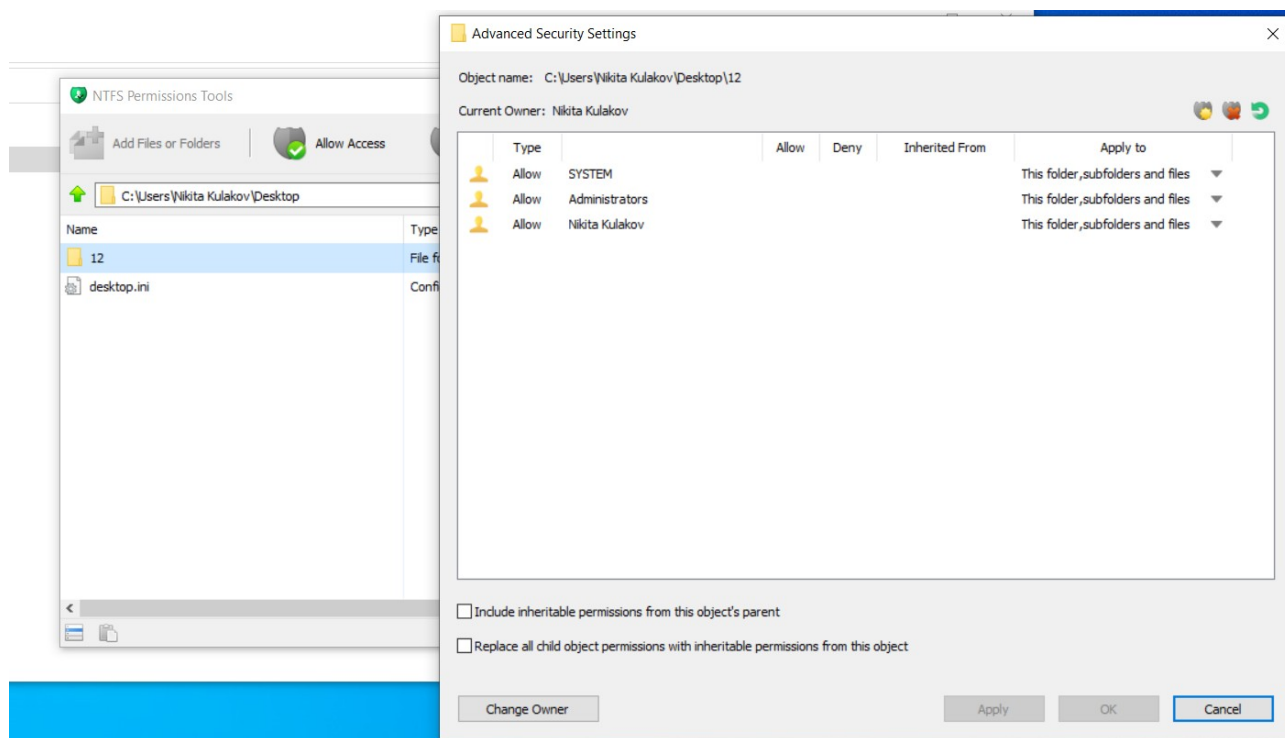 Advanced Security Settings
Object name: C:\Users\Nikita Kulakov\Desktop\12
Current Owner: Nikita Kulakov
Type Allow Deny Inherited From Apply to
Allow SYSTEM This folder,subfolders and files
Allow Administrators This folder,subfolders and files
Allow Nikita Kulakov This folder,subfolders and files
Include inheritable permissions from this object's parent
Replace all child object permissions with inheritable permissions from this object
Change Owner Apply OK Cancel
NTFS Permissions Tools
Add Files or Folders Allow Access
C:\Users\Nikita Kulakov\Desktop
Name Type
12 File fo
desktop.ini Confi